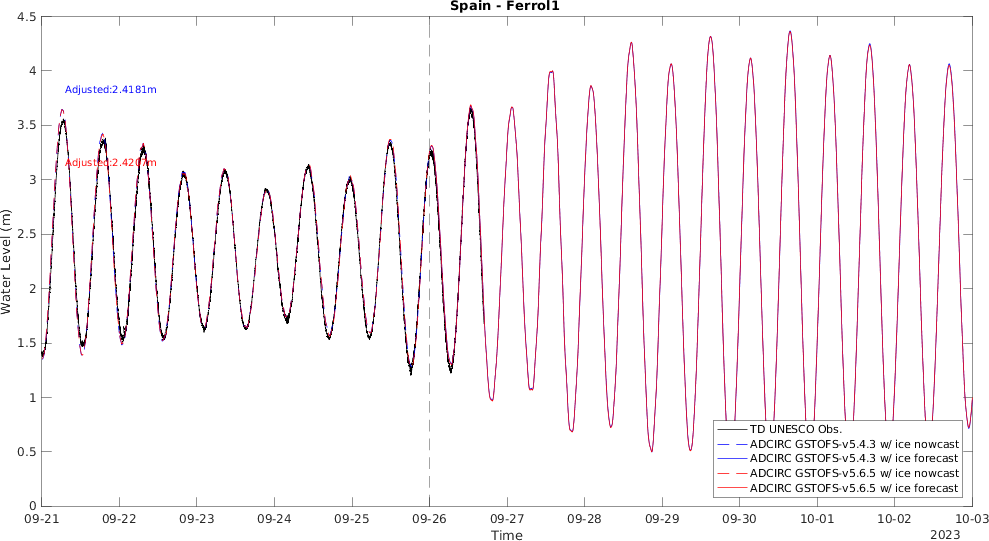 Spain - Ferrol1
4.5
4
3.5
3
2.5
2
1.5
1
0.5
0
Water Level (m)
Adjusted:2.4181m
Adjusted:2.4207m
TD UNESCO Obs.
ADCIRC GSTOFS-v5.4.3 w/ ice nowcast
ADCIRC GSTOFS-v5.4.3 w/ ice forecast
ADCIRC GSTOFS-v5.6.5 w/ ice nowcast
ADCIRC GSTOFS-v5.6.5 w/ ice forecast
09-21 09-22 09-23 09-24 09-25 09-26 09-27 09-28 09-29 09-30 10-01 10-02 10-03
Time
2023